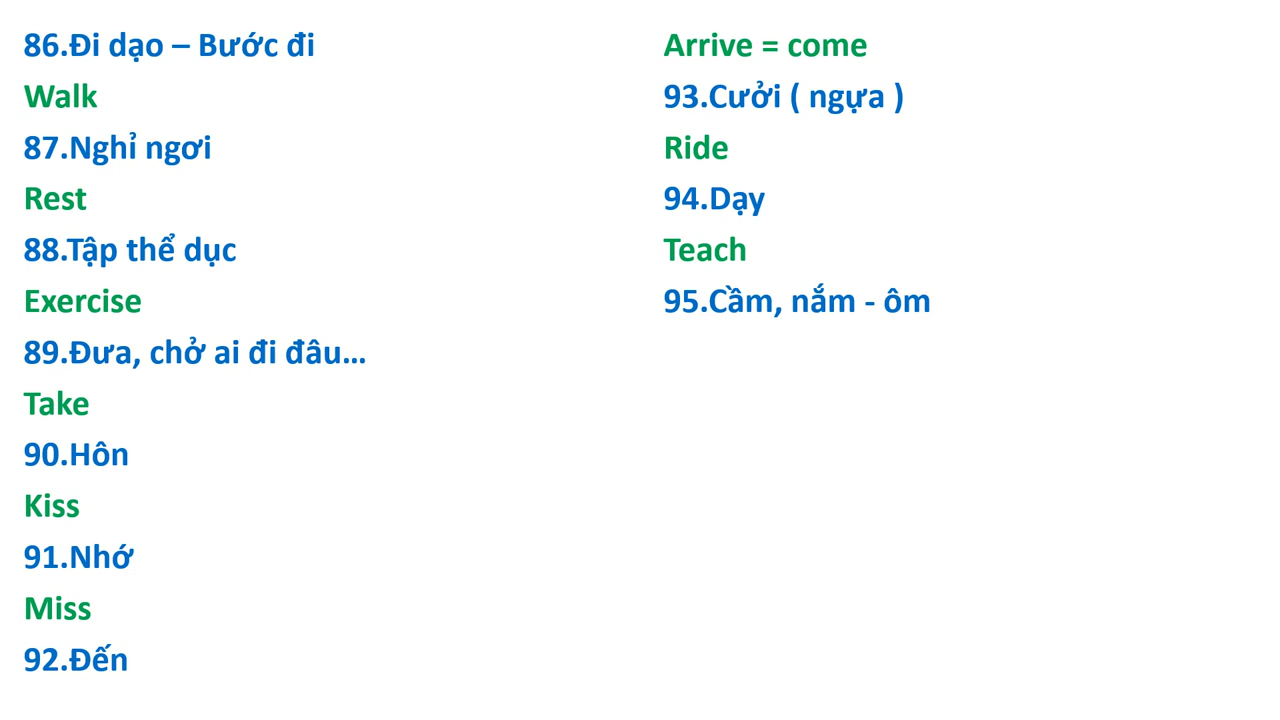 86.Đi dạo – Bước đi
Walk
87.Nghỉ ngơi
Rest
88.Tập thể dục
Exercise
89.Đưa, chở ai đi đâu…
Take
90.Hôn
Kiss
91.Nhớ
Miss
92.Đến
Arrive = come
93.Cưởi ( ngựa )
Ride
94.Dạy
Teach
95.Cầm, nắm - ôm